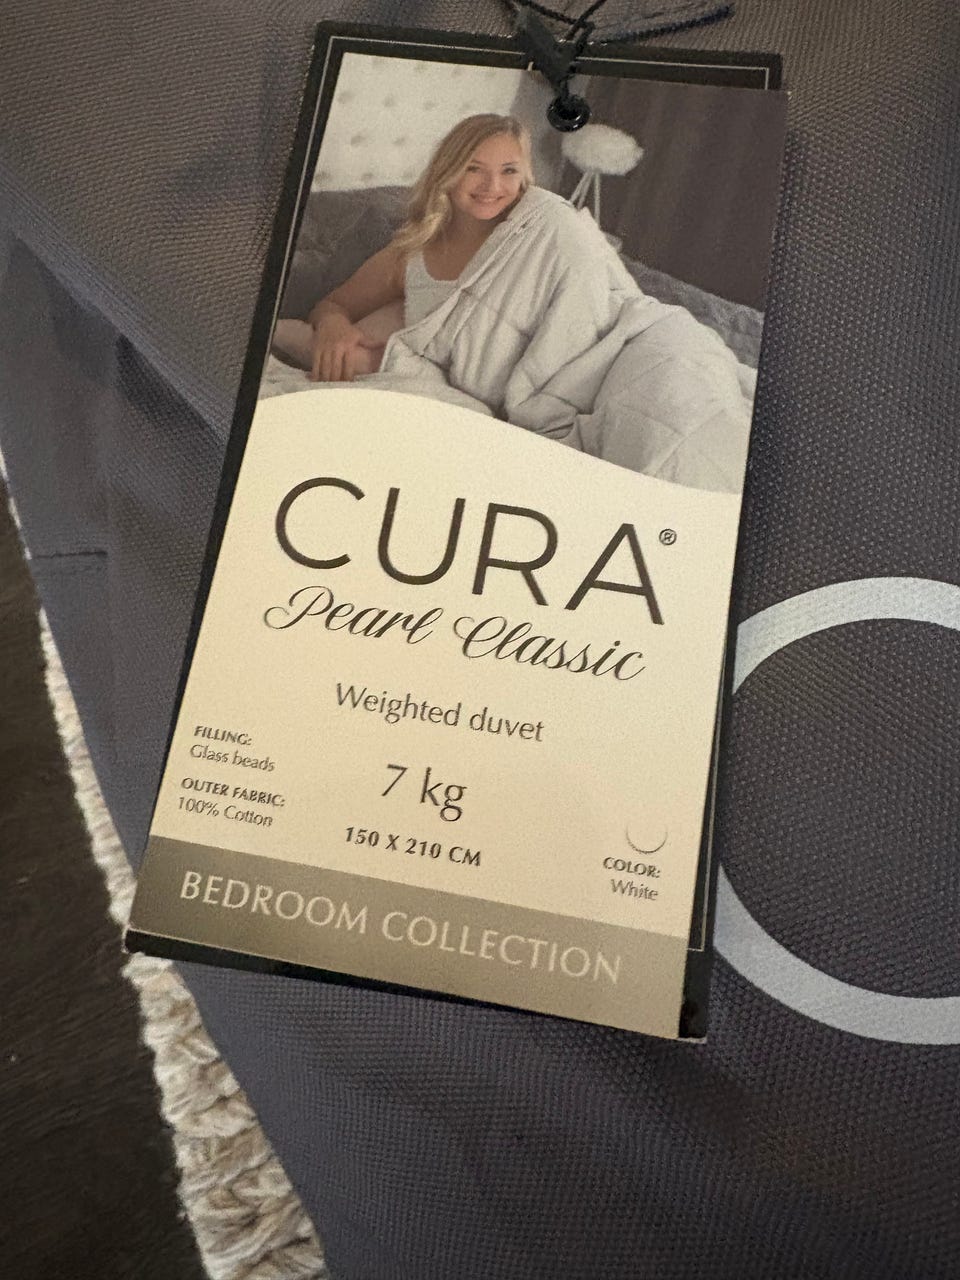 CURA®
Pearl Classic
Weighted duvet
FILLING:
Glass beads
OUTER FABRIC:
100% Cotton
7 kg
150 X 210 CM
COLOR:
White
BEDROOM COLLECTION